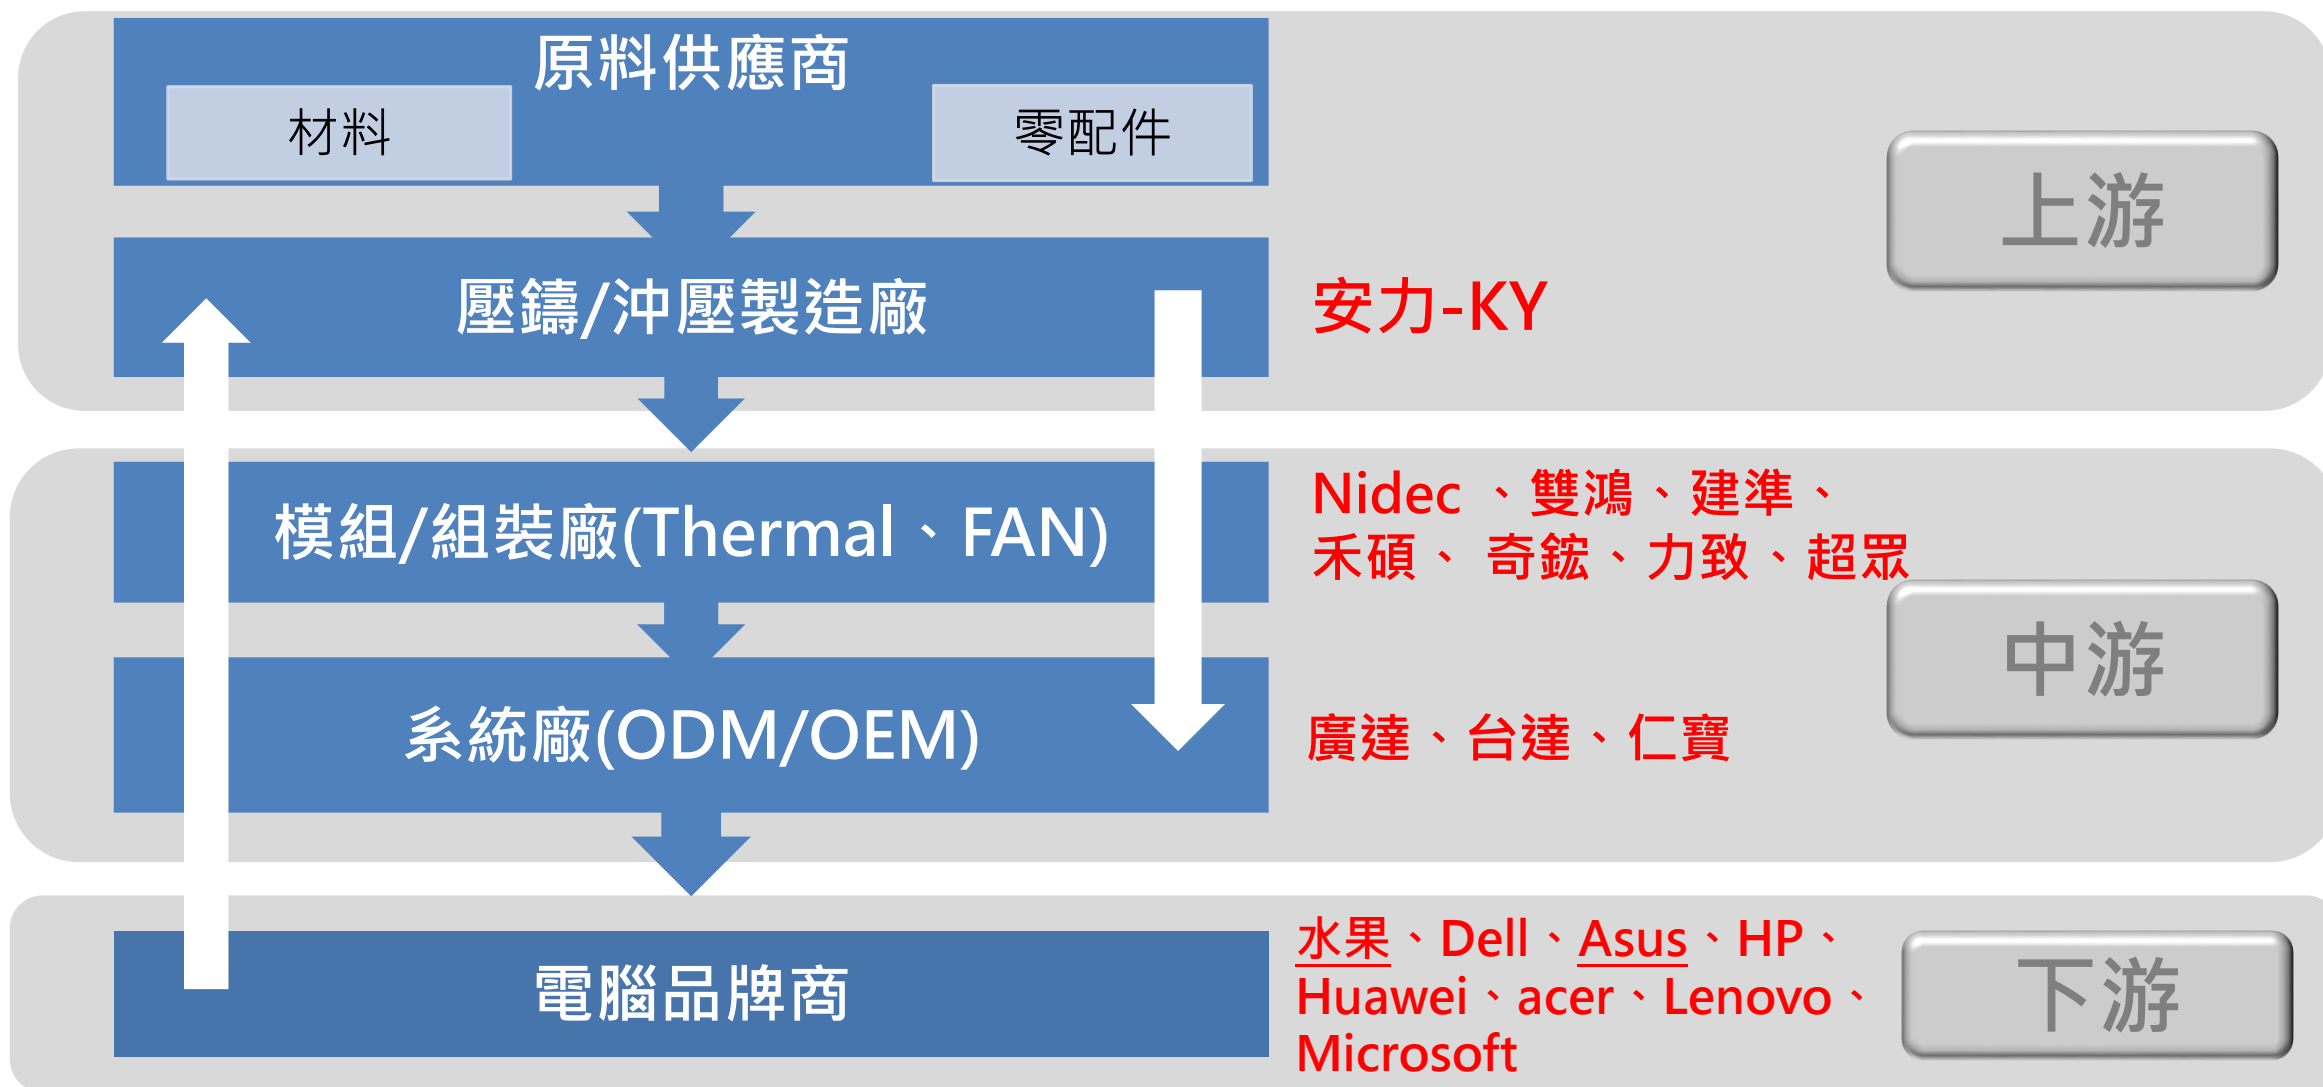 原料供應商
材料
零配件
上游
壓鑄/沖壓製造廠
安力-KY
模組/組裝廠(Thermal、FAN)
Nidec 、雙鴻、建準、
禾碩、 奇鋐、力致、超眾
中游
系統廠(ODM/OEM)
廣達、台達、仁寶
電腦品牌商
水果、Dell、Asus、HP、
Huawei、acer、Lenovo、
Microsoft
下游